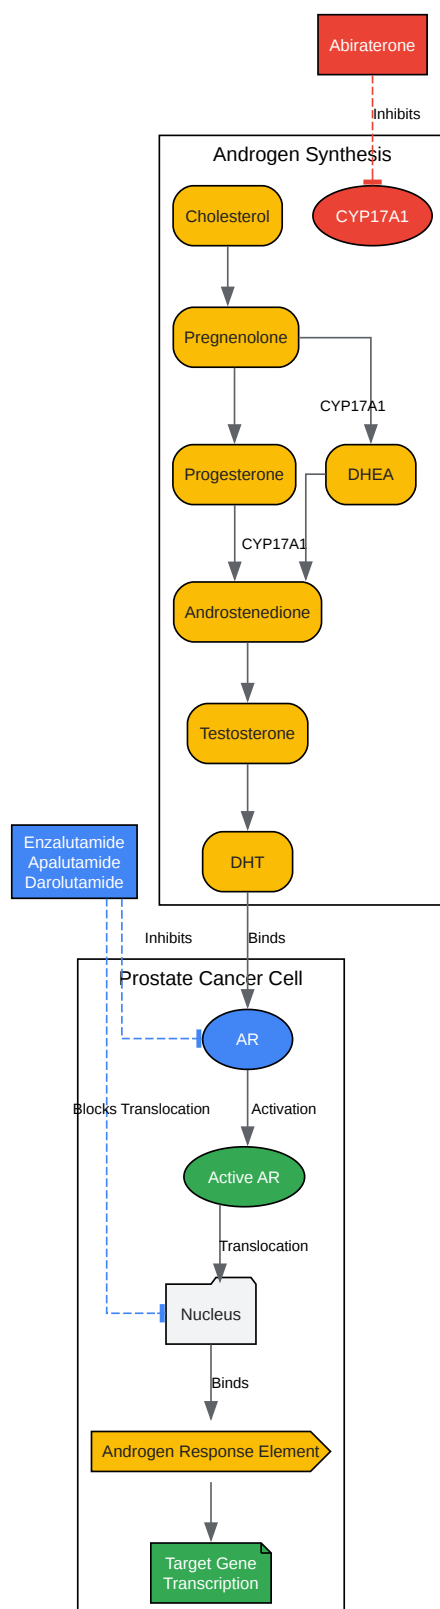 Abiraterone
Inhibits
Androgen Synthesis
Cholesterol
CYP17A1
Pregnenolone
CYP17A1
Progesterone
DHEA
CYP17A1
Androstenedione
Testosterone
Enzalutamide
Apalutamide
Darolutamide
DHT
Inhibits
Binds
Prostate Cancer Cell
AR
Blocks Translocation
Activation
Active AR
Translocation
Nucleus
Binds
Androgen Response Element
Target Gene
Transcription